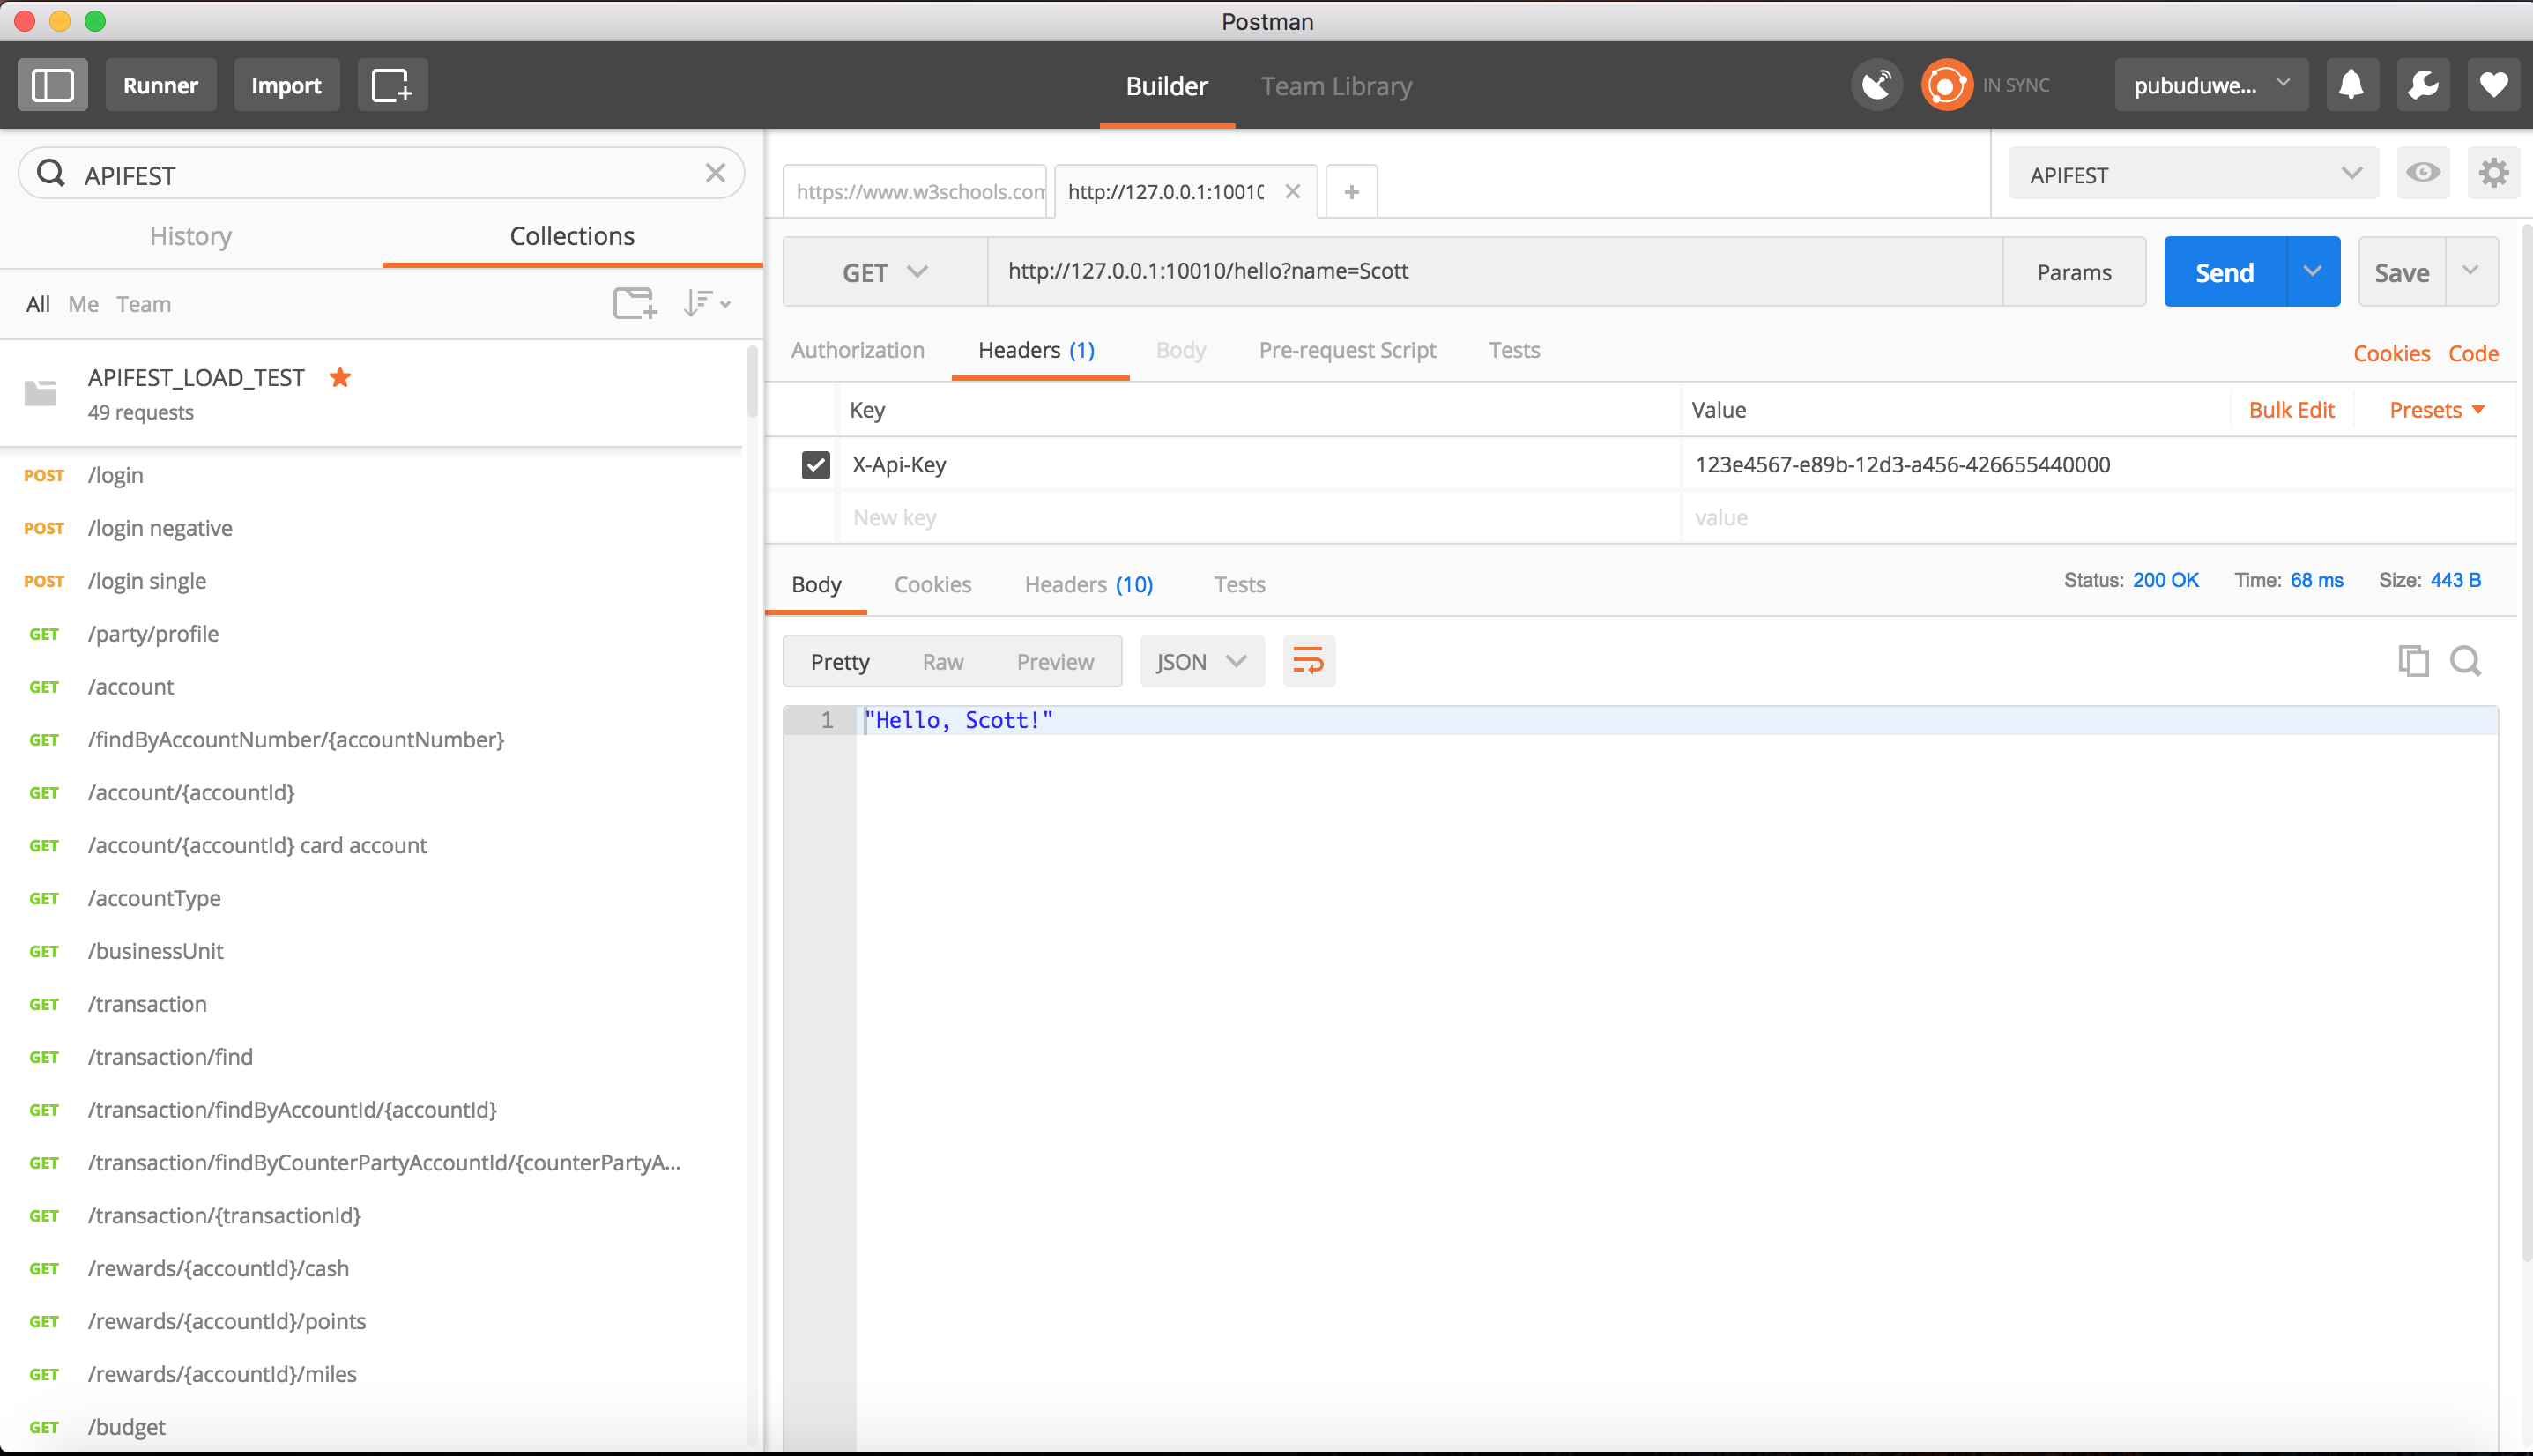 Postman
Runner Import Builder Team Library IN SYNC pubuduwe...
APIFEST
History Collections
All Me Team
APIFEST_LOAD_TEST
49 requests
POST /login
POST /login negative
POST /login single
GET /party/profile
GET /account
GET /findByAccountNumber/{accountNumber}
GET /account/{accountId}
GET /account/{accountId} card account
GET /accountType
GET /businessUnit
GET /transaction
GET /transaction/find
GET /transaction/findByAccountId/{accountId}
GET /transaction/findByCounterPartyAccountId/{counterPartyA...
GET /transaction/{transactionId}
GET /rewards/{accountId}/cash
GET /rewards/{accountId}/points
GET /rewards/{accountId}/miles
GET /budget
https://www.w3schools.com http://127.0.0.1:10010 APIFEST
GET http://127.0.0.1:10010/hello?name=Scott Params Send Save
Authorization Headers (1) Body Pre-request Script Tests Cookies Code
Key Value Bulk Edit Presets
X-Api-Key 123e4567-e89b-12d3-a456-426655440000
New key value
Body Cookies Headers (10) Tests Status: 200 OK Time: 68 ms Size: 443 B
Pretty Raw Preview JSON
1 "Hello, Scott!"